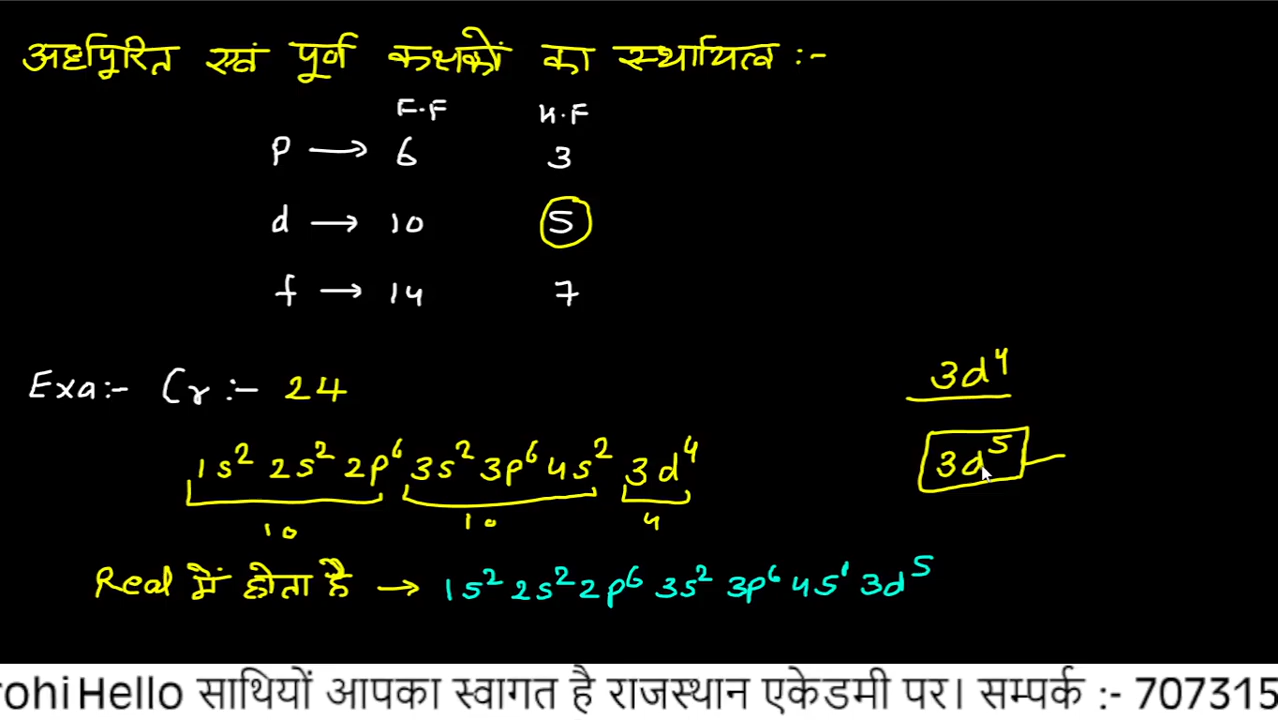 अर्धपूरित एवं पूर्व कक्षकों का स्थायित्व :-
F.F H.F
p → 6 3
d → 10 5
f → 14 7
3d⁴
Exa:- Cr :- 24
3d⁵
1s² 2s² 2p⁶ 3s² 3p⁶ 4s² 3d⁴
10 10 4
Real में होता है → 1s² 2s² 2p⁶ 3s² 3p⁶ 4s¹ 3d⁵
rohi Hello साथियों आपका स्वागत है राजस्थान एकेडमी पर। सम्पर्क :- 707315